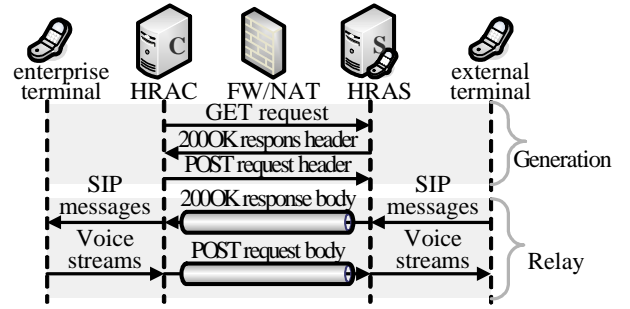 C
S
enterprise
terminal
HRAC
FW/NAT
HRAS
external
terminal
GET request
200OK respons header
POST request header
Generation
SIP
messages
200OK response body
SIP
messages
Voice
streams
POST request body
Voice
streams
Relay